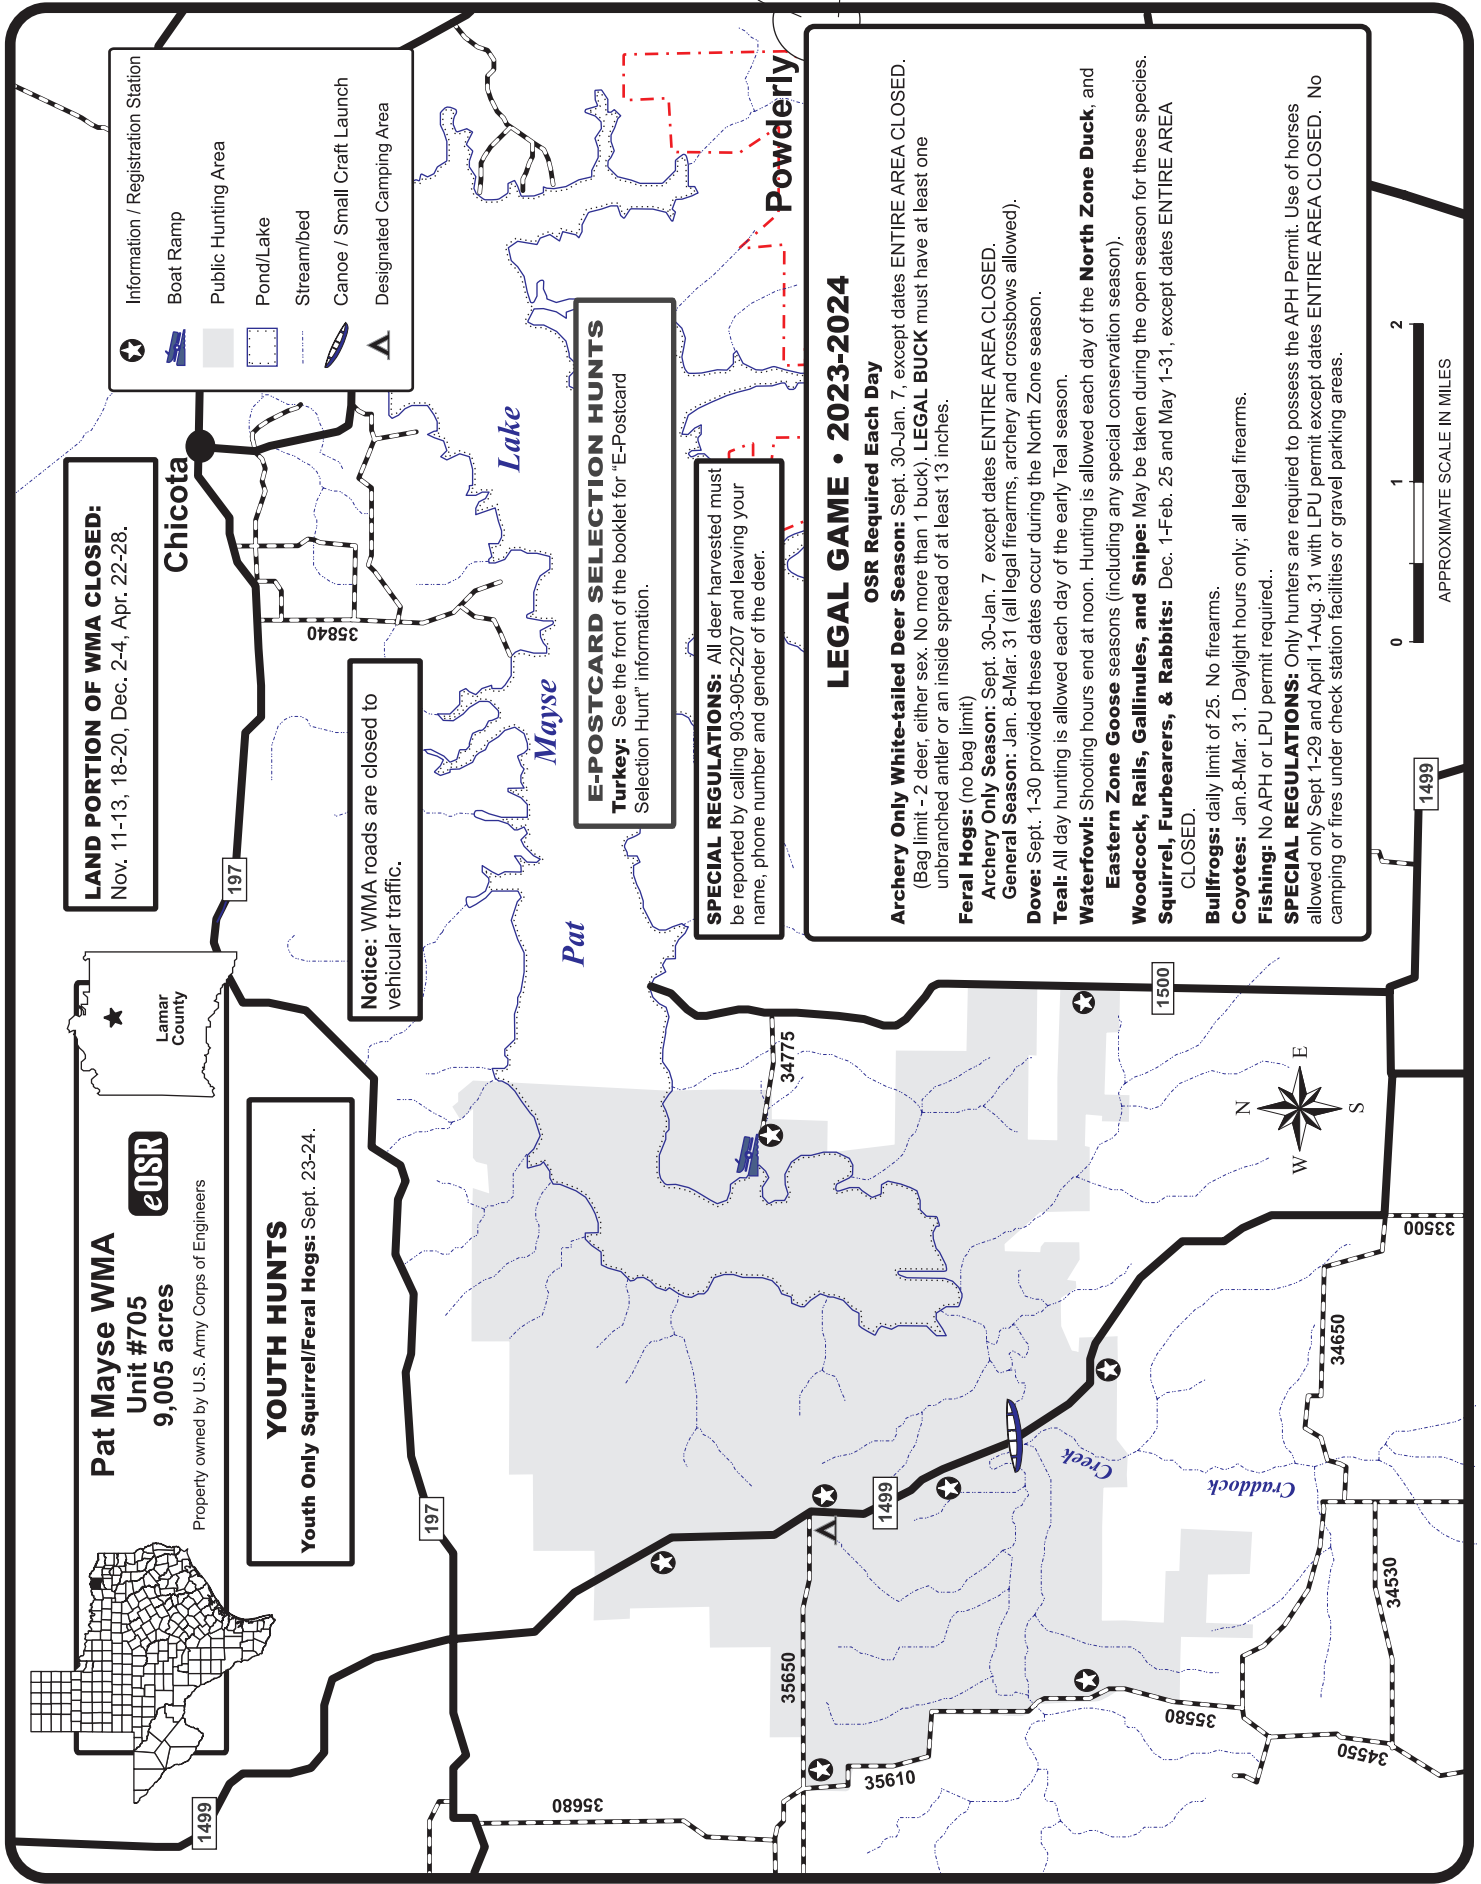 Pat Mayse WMA
Unit #705
9,005 acres
Property owned by U.S. Army Corps of Engineers
eOSR
Lamar
County
LAND PORTION OF WMA CLOSED:
Nov. 11-13, 18-20, Dec. 2-4, Apr. 22-28.
Information / Registration Station
Boat Ramp
Public Hunting Area
Pond/Lake
Stream/bed
Canoe / Small Craft Launch
Designated Camping Area
YOUTH HUNTS
Youth Only Squirrel/Feral Hogs: Sept. 23-24.
Notice: WMA roads are closed to
vehicular traffic.
Chicota
1499
197
197
35840
Pat
Mayse
Lake
E-POSTCARD SELECTION HUNTS
Turkey: See the front of the booklet for “E-Postcard
Selection Hunt” information.
SPECIAL REGULATIONS: All deer harvested must
be reported by calling 903-905-2207 and leaving your
name, phone number and gender of the deer.
Powderly
35680
35650
35610
1499
34775
1500
Creek
Craddock
35580
34550
34530
34650
33500
1499
N
W
E
S
LEGAL GAME • 2023-2024
OSR Required Each Day
Archery Only White-tailed Deer Season: Sept. 30-Jan. 7, except dates ENTIRE AREA CLOSED.
(Bag limit - 2 deer, either sex. No more than 1 buck). LEGAL BUCK must have at least one
unbranched antler or an inside spread of at least 13 inches.
Feral Hogs: (no bag limit)
Archery Only Season: Sept. 30-Jan. 7 except dates ENTIRE AREA CLOSED.
General Season: Jan. 8-Mar. 31 (all legal firearms, archery and crossbows allowed).
Dove: Sept. 1-30 provided these dates occur during the North Zone season.
Teal: All day hunting is allowed each day of the early Teal season.
Waterfowl: Shooting hours end at noon. Hunting is allowed each day of the North Zone Duck, and
Eastern Zone Goose seasons (including any special conservation season).
Woodcock, Rails, Gallinules, and Snipe: May be taken during the open season for these species.
Squirrel, Furbearers, & Rabbits: Dec. 1-Feb. 25 and May 1-31, except dates ENTIRE AREA
CLOSED.
Bullfrogs: daily limit of 25. No firearms.
Coyotes: Jan.8-Mar. 31. Daylight hours only; all legal firearms.
Fishing: No APH or LPU permit required..
SPECIAL REGULATIONS: Only hunters are required to possess the APH Permit. Use of horses
allowed only Sept 1-29 and April 1-Aug. 31 with LPU permit except dates ENTIRE AREA CLOSED. No
camping or fires under check station facilities or gravel parking areas.
0 1 2
APPROXIMATE SCALE IN MILES